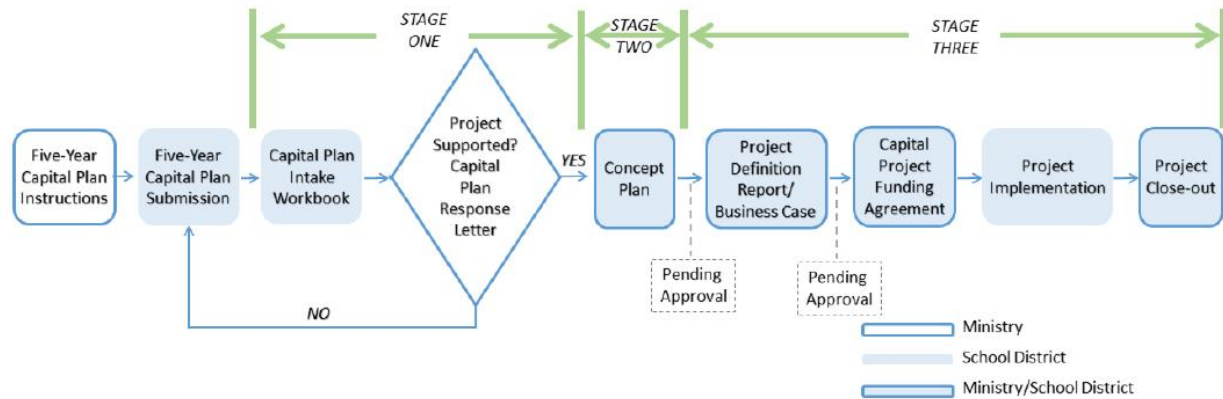 STAGE
ONE
STAGE
TWO
STAGE
THREE
Five-Year
Capital Plan
Instructions
Five-Year
Capital Plan
Submission
Capital Plan
Intake
Workbook
Project
Supported?
Capital
Plan
Response
Letter
YES
NO
Concept
Plan
Pending
Approval
Project
Definition
Report/
Business Case
Pending
Approval
Capital
Project
Funding
Agreement
Project
Implementation
Project
Close-out
Ministry
School District
Ministry/School District